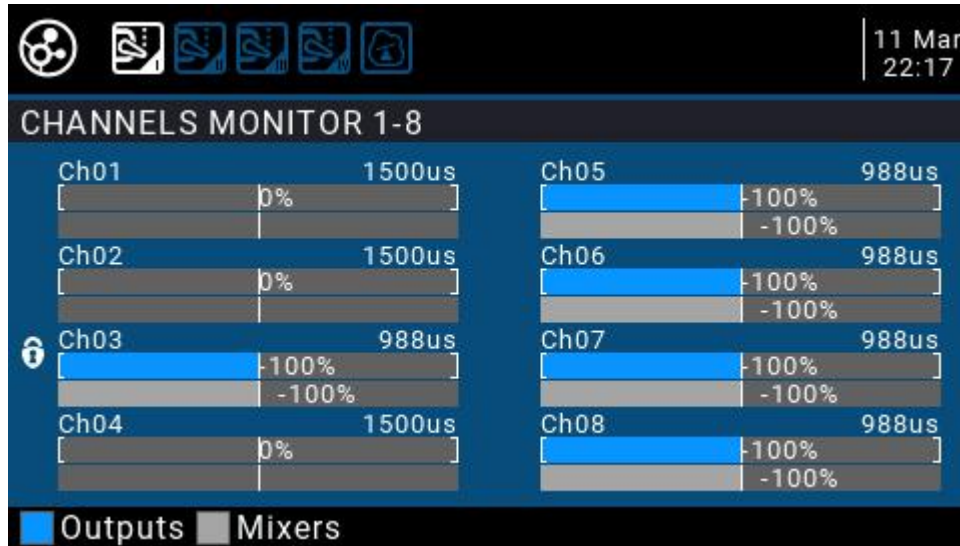 11 Mar
22:17
CHANNELS MONITOR 1-8
Ch01 1500us
0%
Ch02 1500us
0%
Ch03 988us
-100%
-100%
Ch04 1500us
0%
Ch05 988us
-100%
-100%
Ch06 988us
-100%
-100%
Ch07 988us
-100%
-100%
Ch08 988us
-100%
-100%
Outputs Mixers